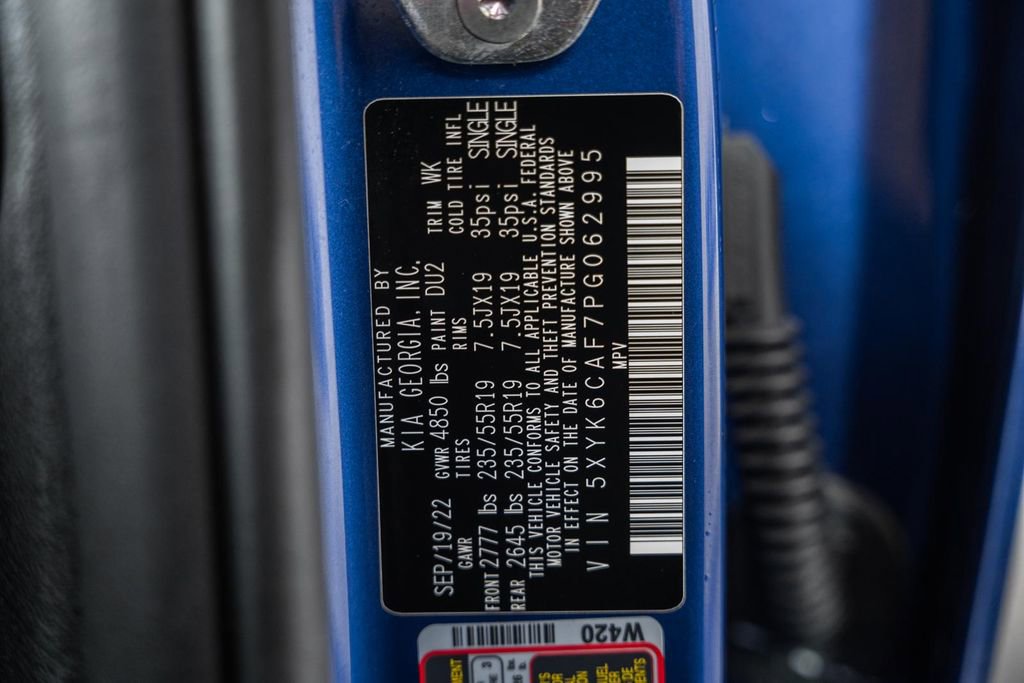 MANUFACTURED BY
KIA GEORGIA, INC.
SEP/19/22 GVWR 4850 lbs PAINT DU2 TRIM WK
GAWR TIRES RIMS COLD TIRE INFL
FRONT 2777 lbs 235/55R19 7.5JX19 35psi SINGLE
REAR 2645 lbs 235/55R19 7.5JX19 35psi SINGLE
THIS VEHICLE CONFORMS TO ALL APPLICABLE U.S.A. FEDERAL
MOTOR VEHICLE SAFETY AND THEFT PREVENTION STANDARDS
IN EFFECT ON THE DATE OF MANUFACTURE SHOWN ABOVE
VIN 5XYK6CAF7PG062995
MPV
W420